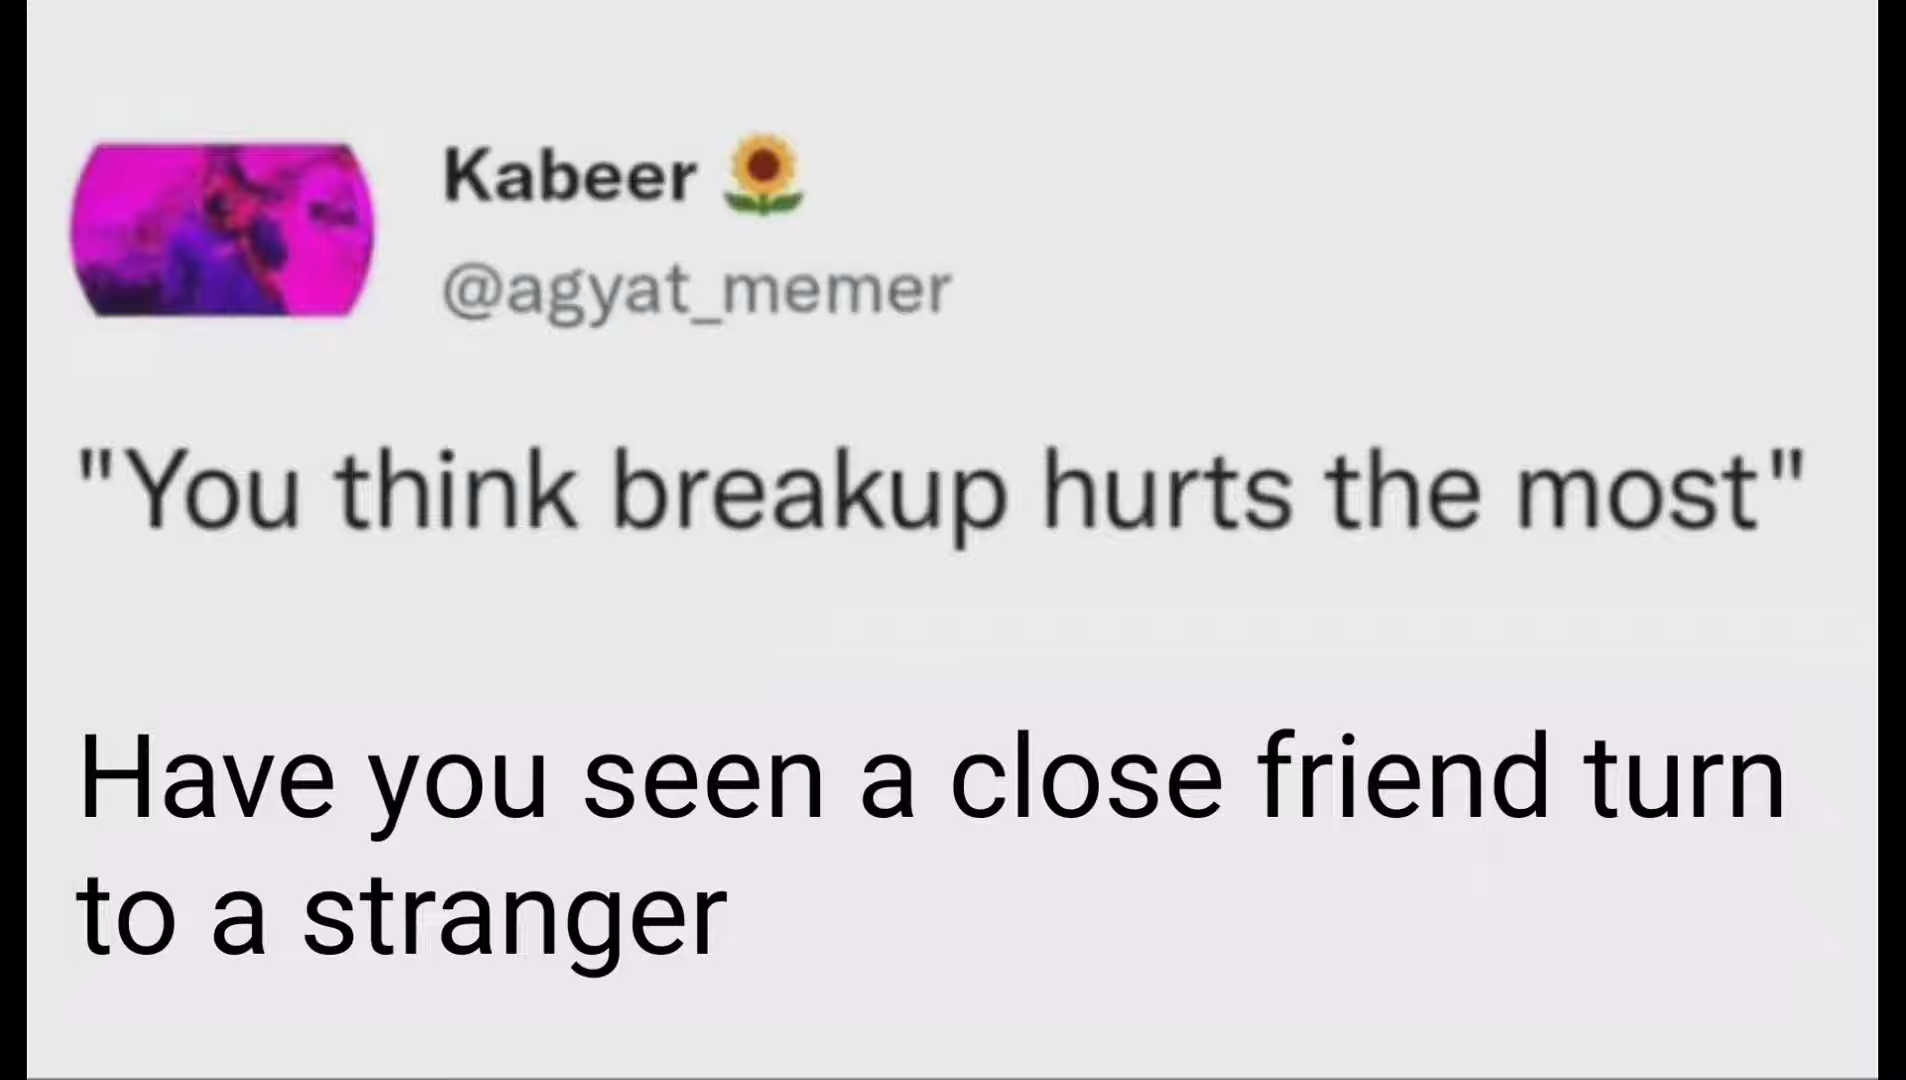 Kabeer 🌻
@agyat_memer
"You think breakup hurts the most"
Have you seen a close friend turn
to a stranger